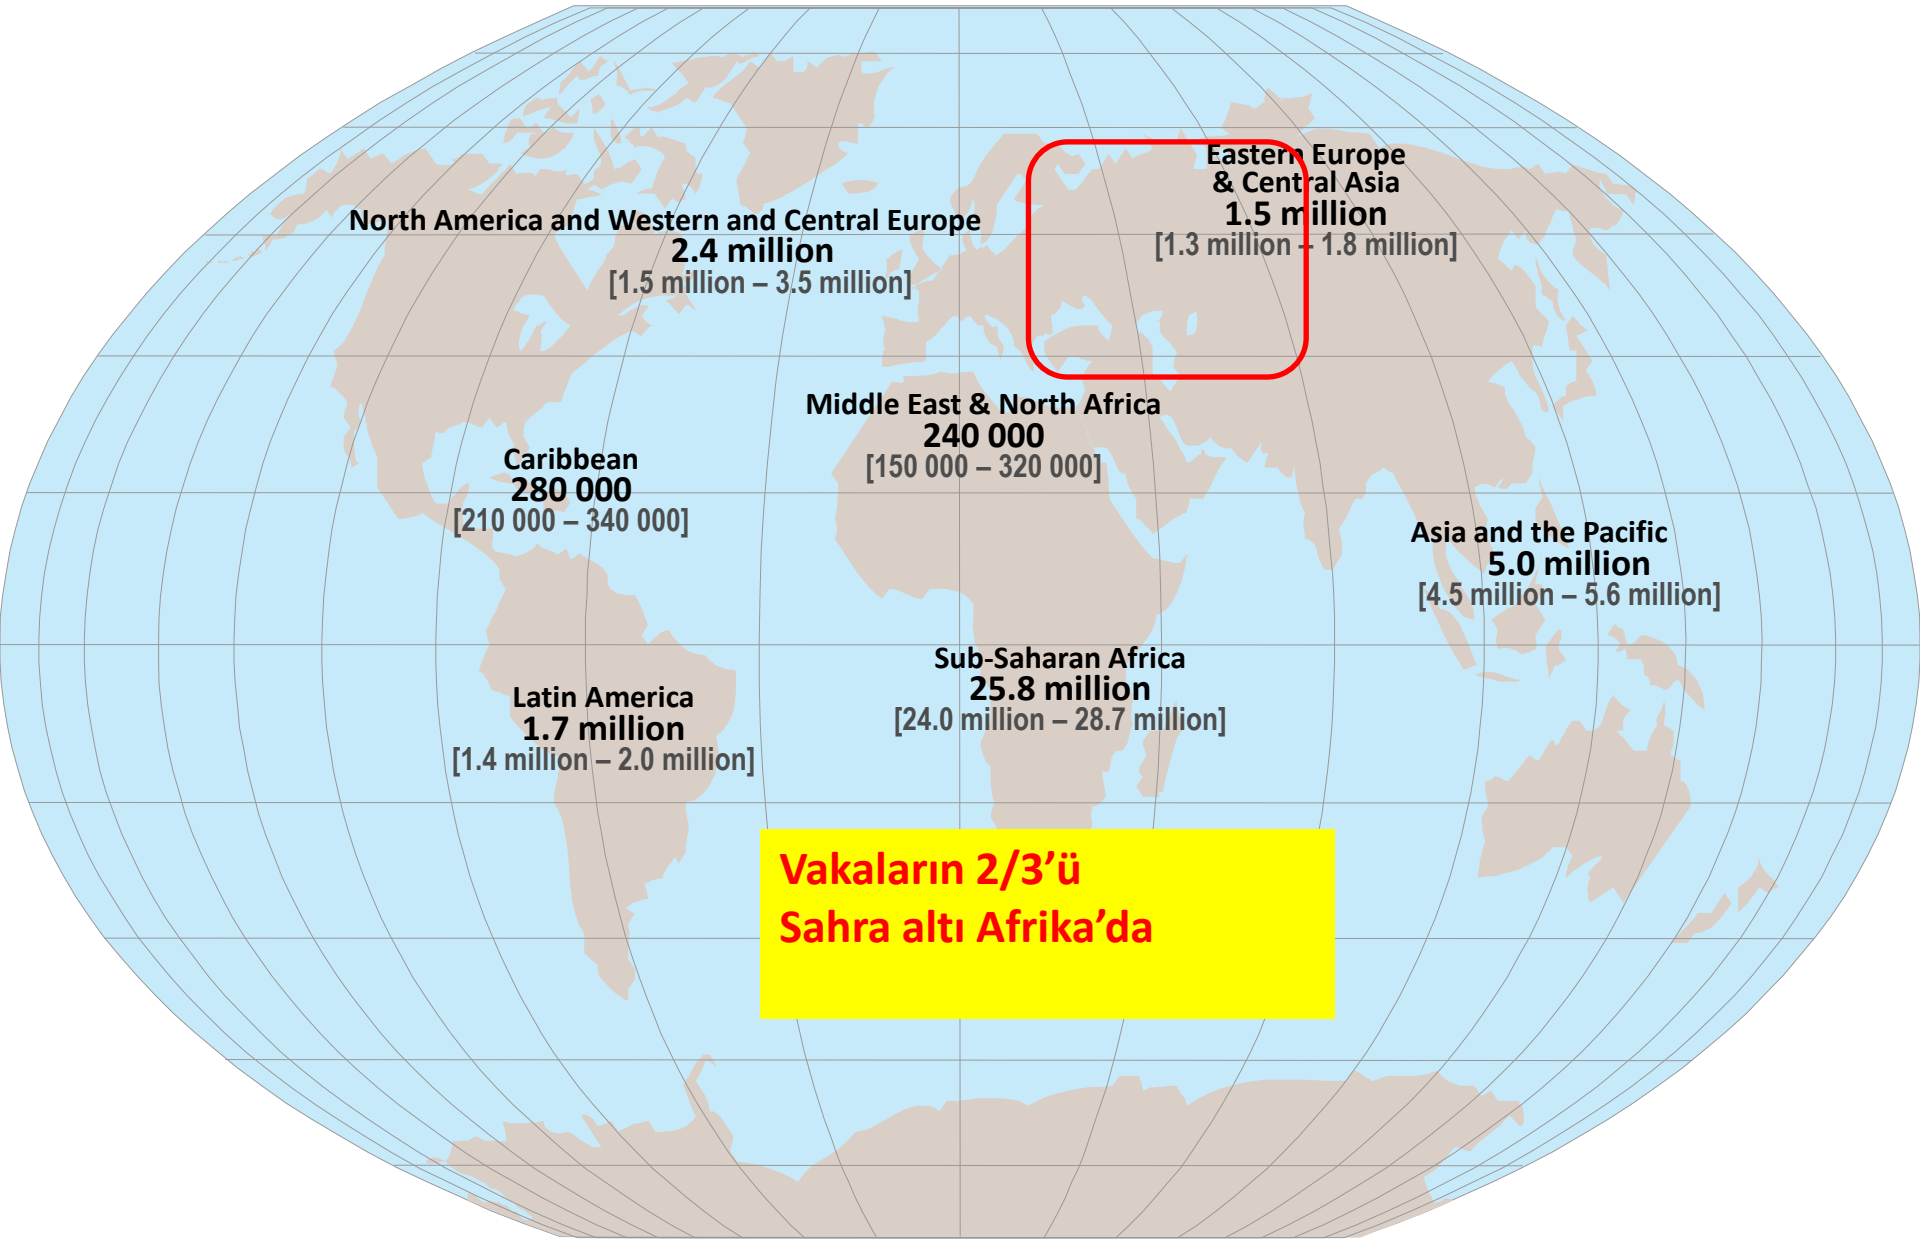 Eastern Europe
& Central Asia
1.5 million
[1.3 million – 1.8 million]
North America and Western and Central Europe
2.4 million
[1.5 million – 3.5 million]
Middle East & North Africa
240 000
[150 000 – 320 000]
Caribbean
280 000
[210 000 – 340 000]
Asia and the Pacific
5.0 million
[4.5 million – 5.6 million]
Sub-Saharan Africa
25.8 million
[24.0 million – 28.7 million]
Latin America
1.7 million
[1.4 million – 2.0 million]
Vakaların 2/3’ü
Sahra altı Afrika’da